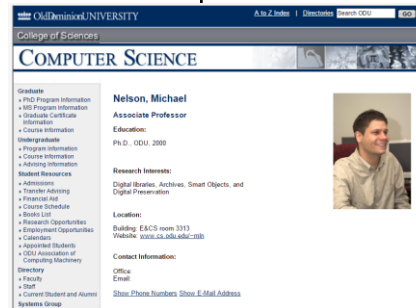 OldDominionUNIVERSITY
A to Z Index | Directories Search ODU GO
College of Sciences
COMPUTER SCIENCE
Graduate
PhD Program Information
MS Program Information
Graduate Certificate
Information
Course Information
Undergraduate
Program Information
Course Information
Advising Information
Student Resources
Admissions
Transfer Advising
Financial Aid
Course Schedule
Books List
Research Opportunities
Employment Opportunities
Calendars
Appointed Students
ODU Association of
Computing Machinery
Directory
Faculty
Staff
Current Student and Alumni
Systems Group
Nelson, Michael
Associate Professor
Education:
Ph.D., ODU, 2000
Research Interests:
Digital libraries, Archives, Smart Objects, and
Digital Preservation
Location:
Building: E&CS room 3313
Website: www.cs.odu.edu/~mln
Contact Information:
Office:
Email:
Show Phone Numbers Show E-Mail Address